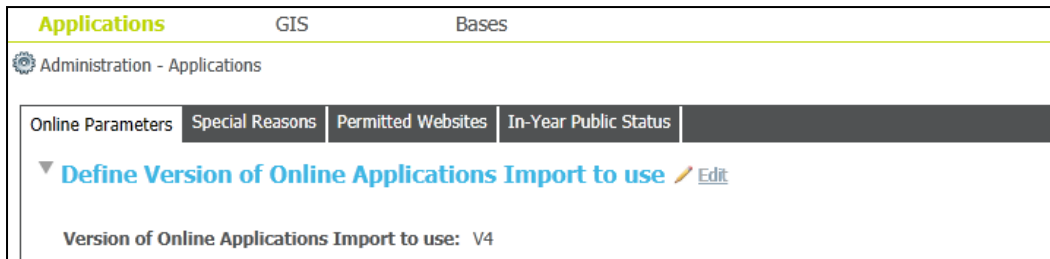 Applications GIS Bases
Administration - Applications
Online Parameters Special Reasons Permitted Websites In-Year Public Status
Define Version of Online Applications Import to use Edit
Version of Online Applications Import to use: V4